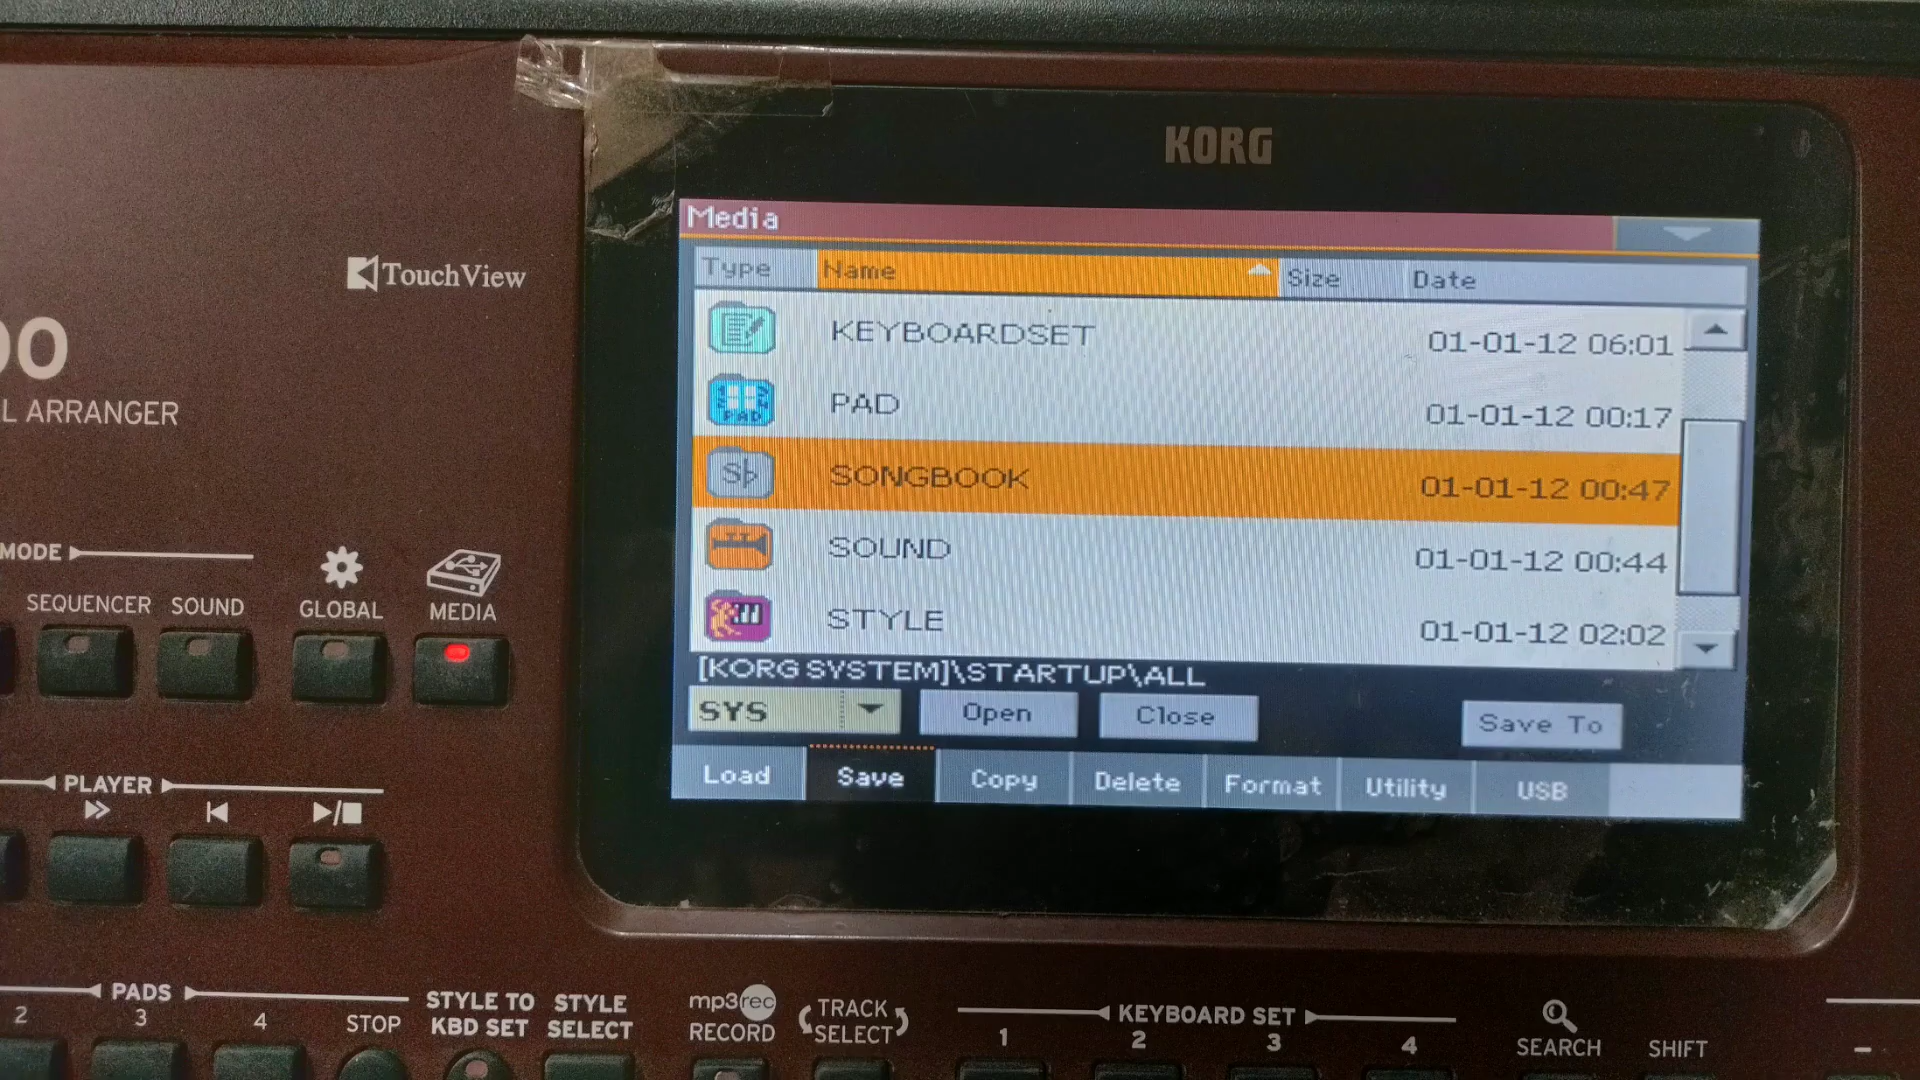 KORG
Media
Type Name Size Date
KEYBOARDSET 01-01-12 06:01
PAD 01-01-12 00:17
Sb SONGBOOK 01-01-12 00:47
SOUND 01-01-12 00:44
STYLE 01-01-12 02:02
[KORG SYSTEM]\STARTUP\ALL
SYS Open Close Save To
Load Save Copy Delete Format Utility USB
TouchView
00
L ARRANGER
MODE
SEQUENCER SOUND GLOBAL MEDIA
PLAYER
PADS
2 3 4 STOP
STYLE TO
KBD SET
STYLE
SELECT
mp3rec
RECORD
TRACK
SELECT
KEYBOARD SET
1 2 3 4
SEARCH SHIFT